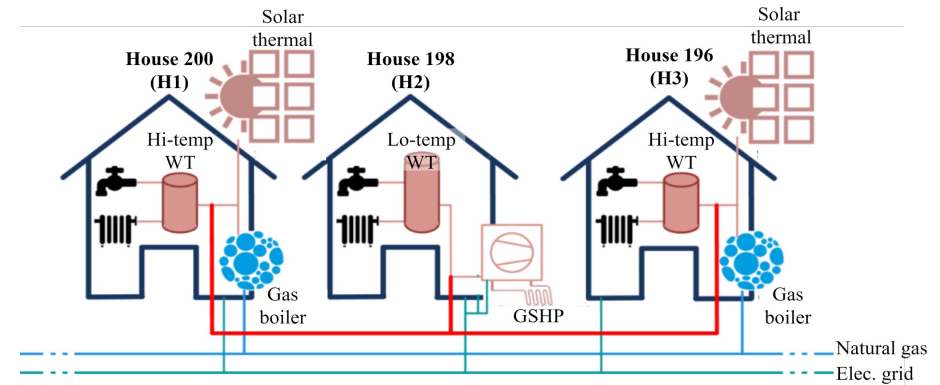 Solar
thermal
House 200
(H1)
Hi-temp
WT
Gas
boiler
House 198
(H2)
Lo-temp
WT
GSHP
Solar
thermal
House 196
(H3)
Hi-temp
WT
Gas
boiler
Natural gas
Elec. grid